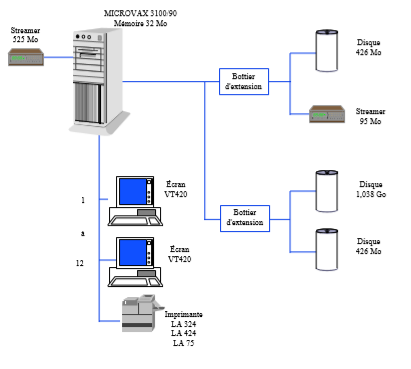 MICROVAX 3100/90
Mémoire 32 Mo
Streamer
525 Mo
Boîtier
d'extension
Disque
426 Mo
Streamer
95 Mo
Écran
VT420
1
à
12
Écran
VT420
Boîtier
d'extension
Disque
1,038 Go
Disque
426 Mo
Imprimante
LA 324
LA 424
LA 75